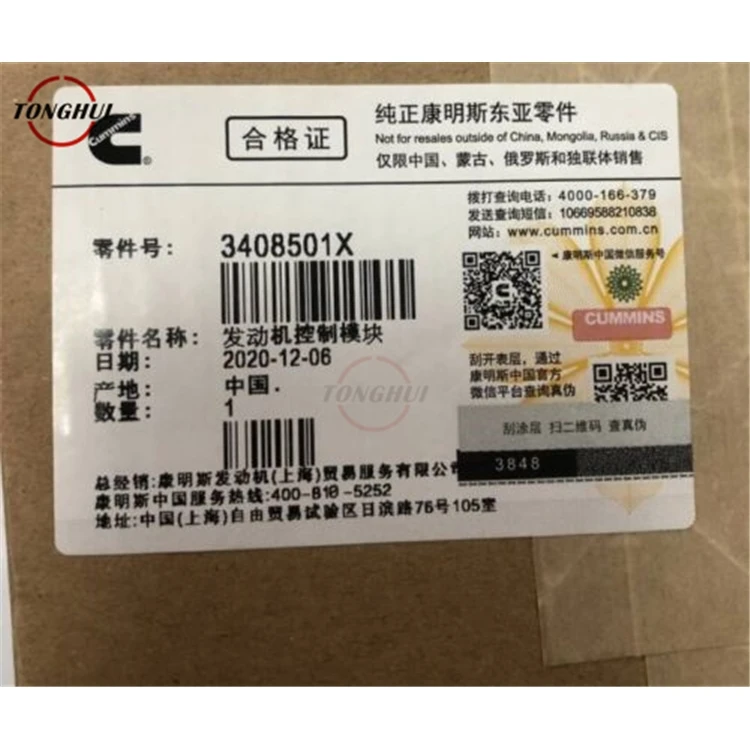 TONGHUI
Cummins
®
合格证
纯正康明斯东亚零件
Not for resales outside of China, Mongolia, Russia & CIS
仅限中国、蒙古、俄罗斯和独联体销售
拨打查询电话：4000-166-379
发送查询短信：10669588210838
网站：www.cummins.com.cn
康明斯中国微信服务号
CUMMINS
零件号： 3408501X
零件名称： 发动机控制模块
日期： 2020-12-06
产地： 中国.
数量： 1
TONGHUI
刮开表层，通过
康明斯中国官方
微信平台查询真伪
刮涂层 扫二维码 查真伪
3848
总经销：康明斯发动机(上海)贸易服务有限公司
康明斯中国服务热线：400-810-5252
地址：中国(上海)自由贸易试验区日滨路76号105室